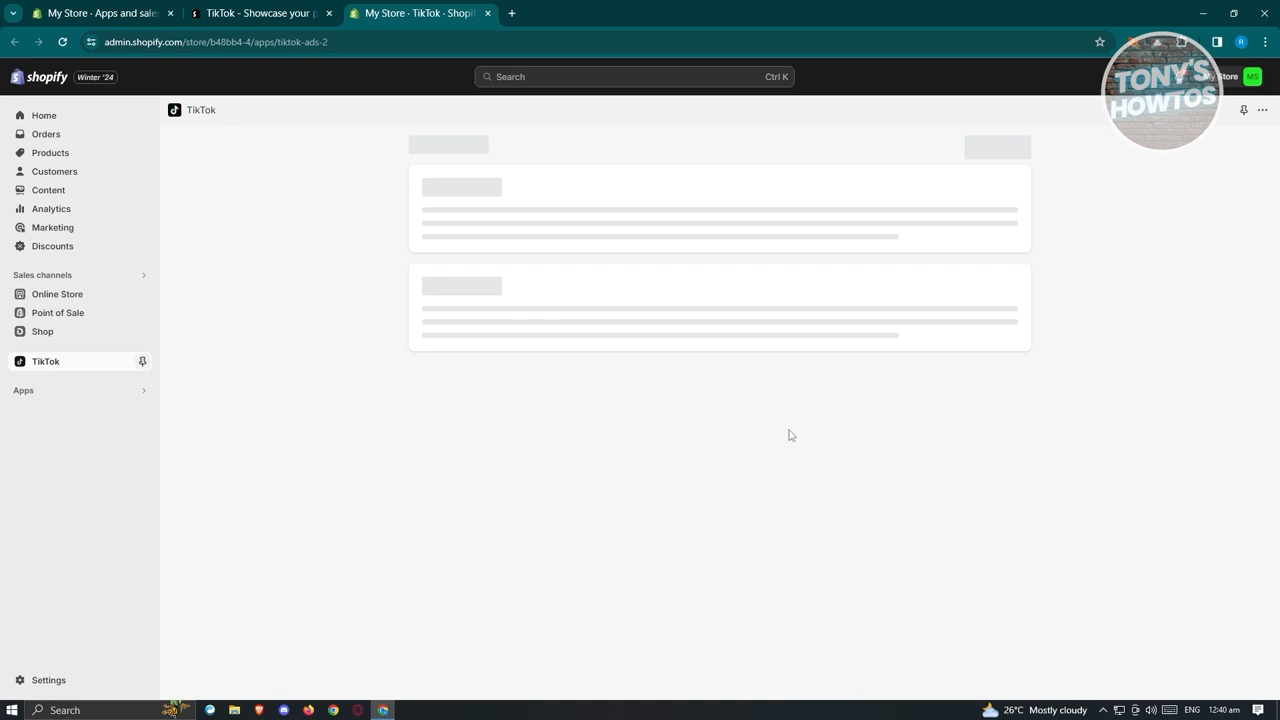 My Store · Apps and sale
TikTok - Showcase your p
My Store · TikTok · Shopif
admin.shopify.com/store/b48bb4-4/apps/tiktok-ads-2
R
shopify
Winter '24
Search
Ctrl K
My Store
MS
TONY'S
HOWTOS
Home
Orders
Products
Customers
Content
Analytics
Marketing
Discounts
Sales channels
Online Store
Point of Sale
Shop
TikTok
Apps
Settings
TikTok
Search
26°C Mostly cloudy
ENG
12:40 am